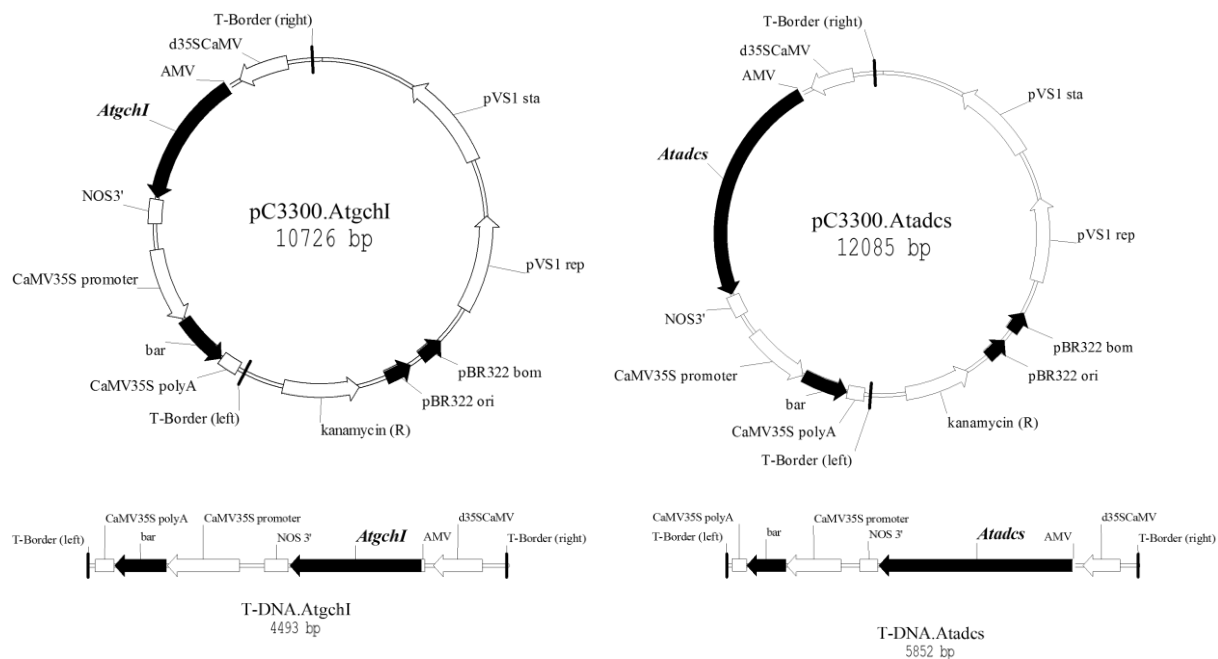 T-Border (right)
d35SCaMV
AMV
AtgchI
pVS1 sta
NOS3'
pC3300.AtgchI
10726 bp
CaMV35S promoter
pVS1 rep
bar
CaMV35S polyA
pBR322 bom
T-Border (left)
pBR322 ori
kanamycin (R)
T-Border (right)
d35SCaMV
AMV
pVS1 sta
Atadcs
pC3300.Atadcs
12085 bp
pVS1 rep
NOS3'
CaMV35S promoter
pBR322 bom
bar
pBR322 ori
CaMV35S polyA
kanamycin (R)
T-Border (left)
CaMV35S polyA
CaMV35S promoter
AtgchI
d35SCaMV
T-Border (left)
bar
NOS 3'
AMV
T-Border (right)
T-DNA.AtgchI
4493 bp
CaMV35S polyA
CaMV35S promoter
d35SCaMV
T-Border (left)
bar
NOS 3'
Atadcs
AMV
T-Border (right)
T-DNA.Atadcs
5852 bp